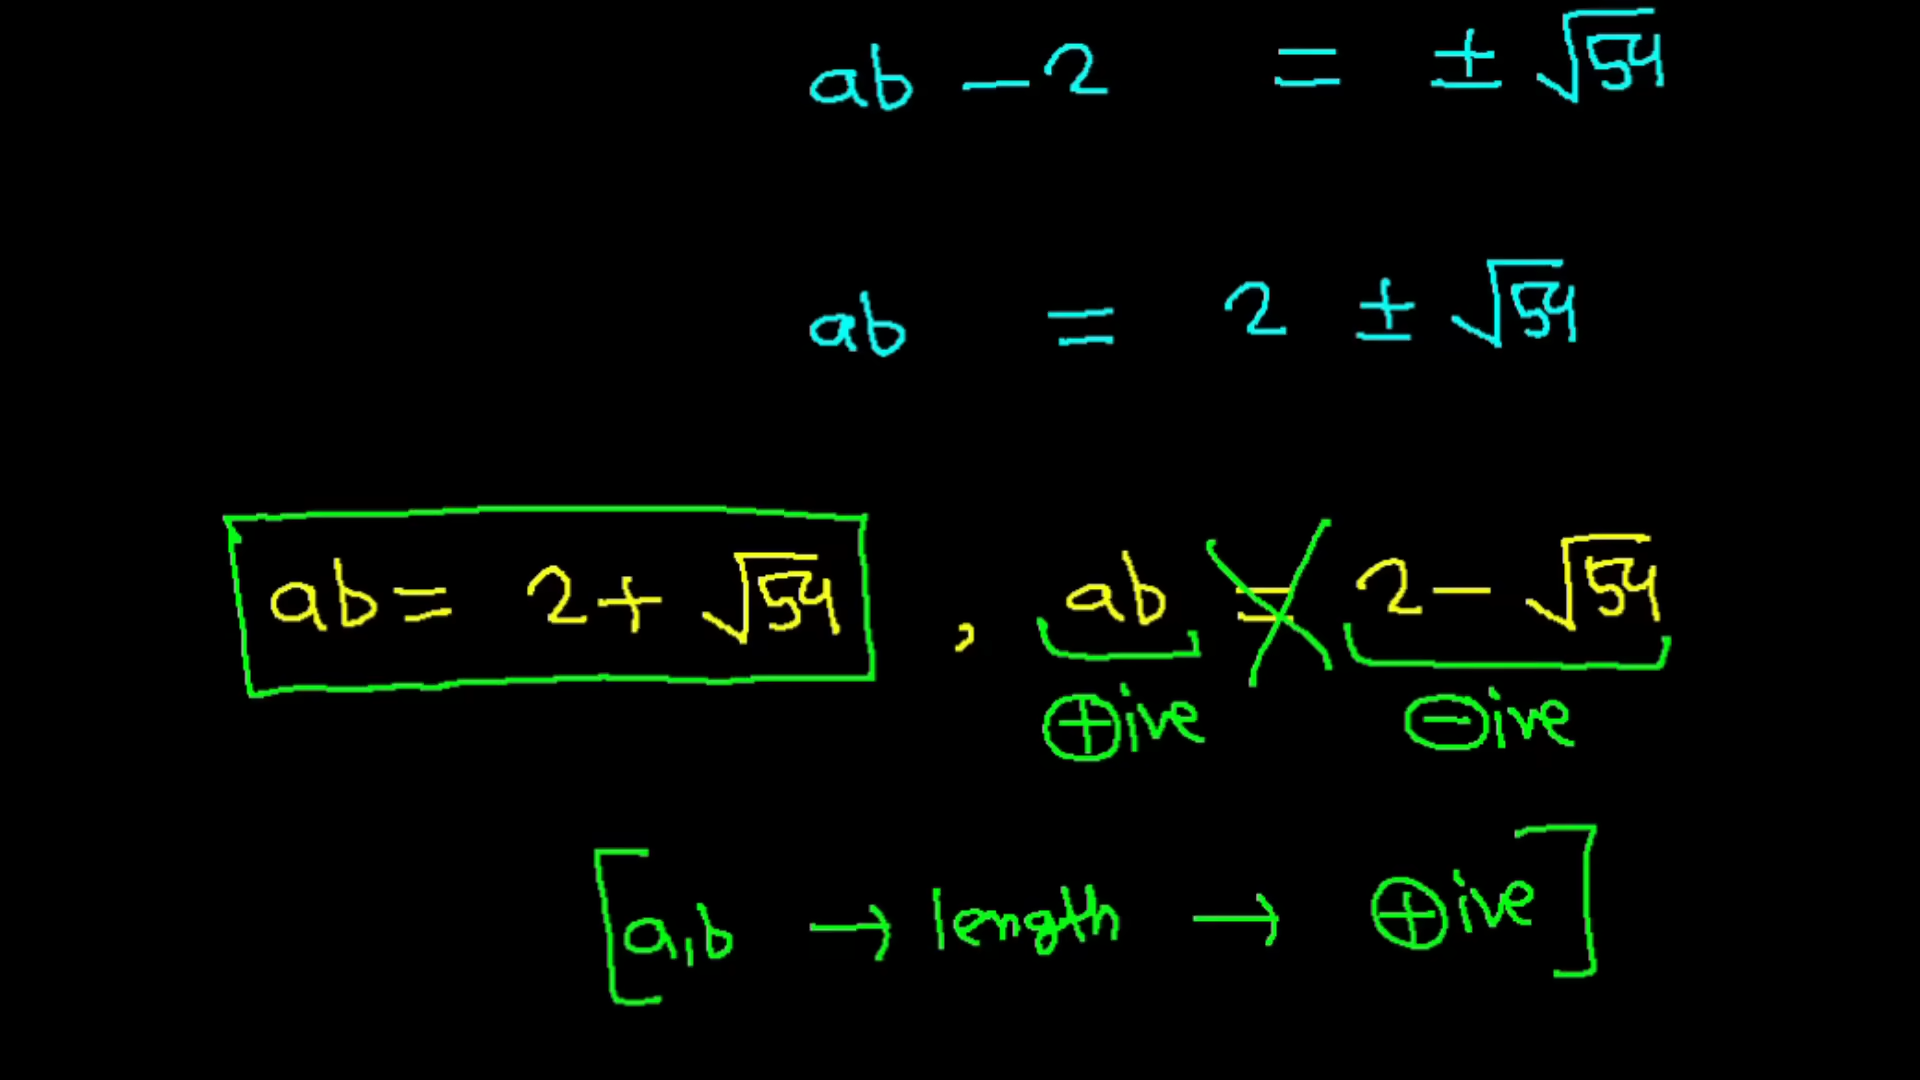 ab - 2 = ± √54
ab = 2 ± √54
ab = 2 + √54 , ab = 2 - √54
⊕ive ⊖ive
[a,b → length → ⊕ive]